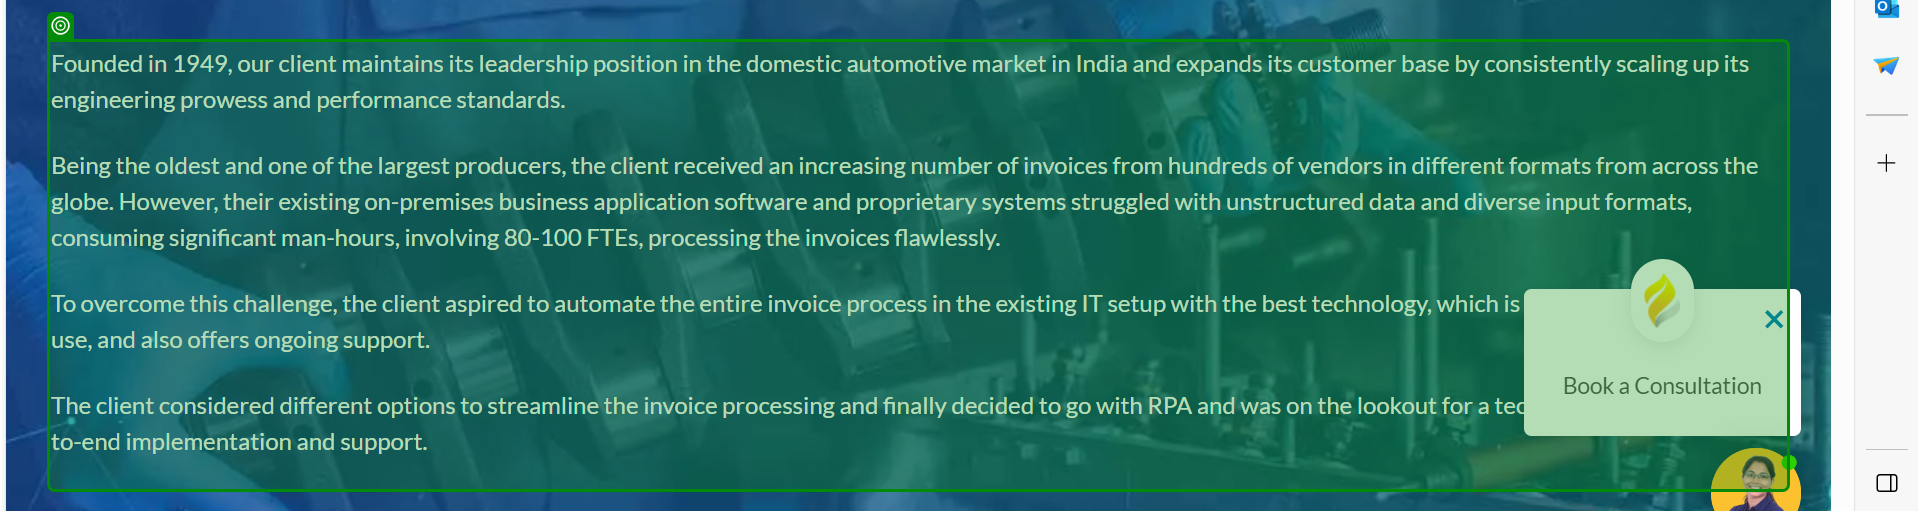 Founded in 1949, our client maintains its leadership position in the domestic automotive market in India and expands its customer base by consistently scaling up its
engineering prowess and performance standards.
Being the oldest and one of the largest producers, the client received an increasing number of invoices from hundreds of vendors in different formats from across the
globe. However, their existing on-premises business application software and proprietary systems struggled with unstructured data and diverse input formats,
consuming significant man-hours, involving 80-100 FTEs, processing the invoices flawlessly.
To overcome this challenge, the client aspired to automate the entire invoice process in the existing IT setup with the best technology, which is
use, and also offers ongoing support.
Book a Consultation
The client considered different options to streamline the invoice processing and finally decided to go with RPA and was on the lookout for a
to-end implementation and support.